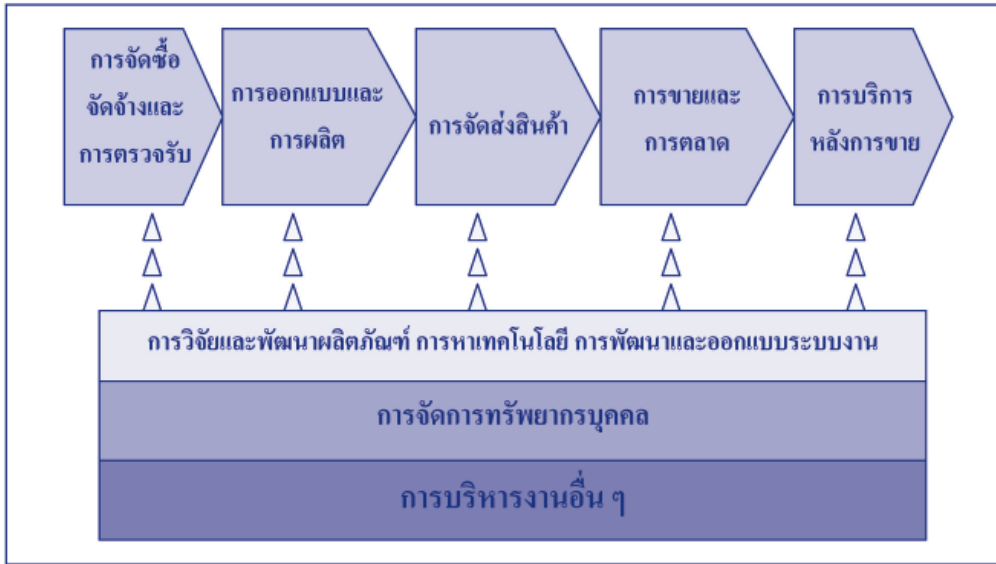 การจัดซื้อ
จัดจ้างและ
การตรวจรับ
การออกแบบและ
การผลิต
การจัดส่งสินค้า
การขายและ
การตลาด
การบริการ
หลังการขาย
การวิจัยและพัฒนาผลิตภัณฑ์ การหาเทคโนโลยี การพัฒนาและออกแบบระบบงาน
การจัดการทรัพยากรบุคคล
การบริหารงานอื่น ๆ